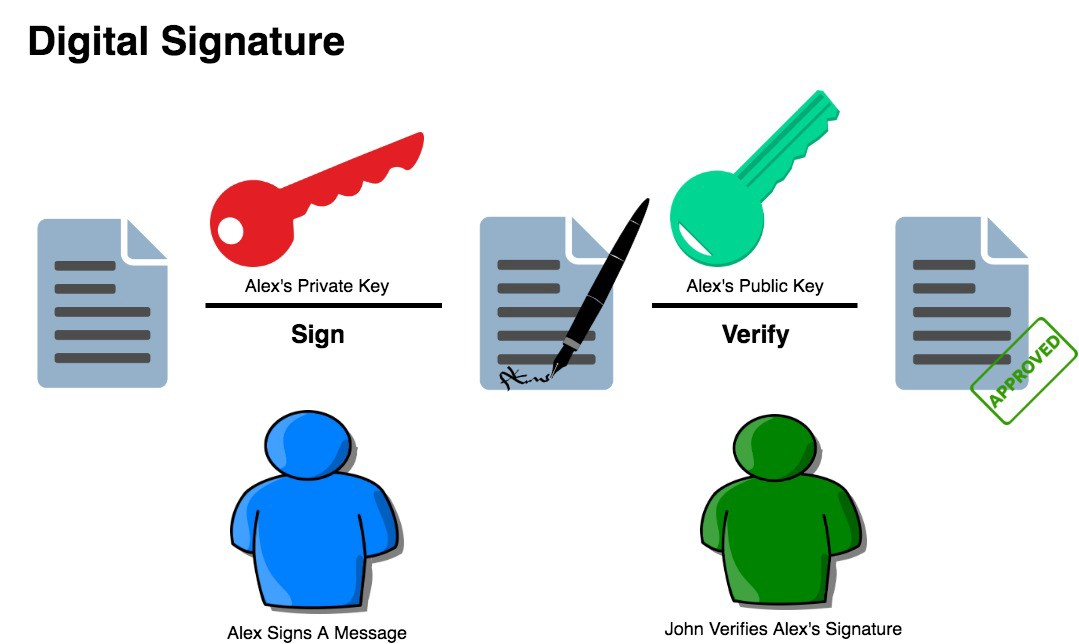 Digital Signature
Alex's Private Key
Sign
Alex's Public Key
Verify
APPROVED
Alex Signs A Message
John Verifies Alex's Signature